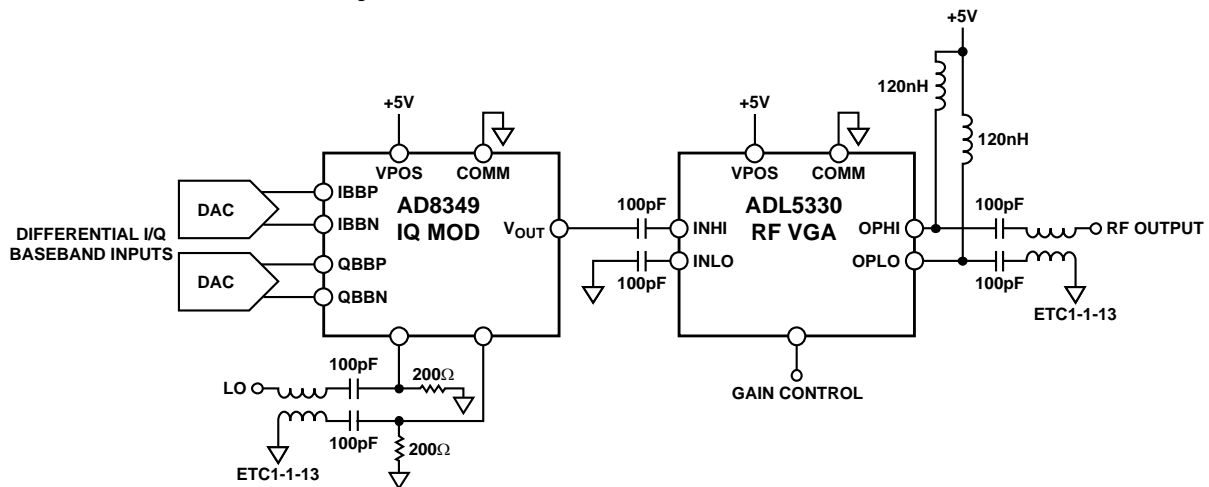 +5V
120nH
+5V
+5V
120nH
VPOS
COMM
VPOS
COMM
DAC
IBBP
AD8349
ADL5330
100pF
100pF
IBBN
IQ MOD
VOUT
INHI
RF VGA
OPHI
RF OUTPUT
DIFFERENTIAL I/Q
BASEBAND INPUTS
QBBP
INLO
OPLO
DAC
100pF
100pF
QBBN
ETC1-1-13
100pF
200Ω
LO
GAIN CONTROL
100pF
200Ω
ETC1-1-13